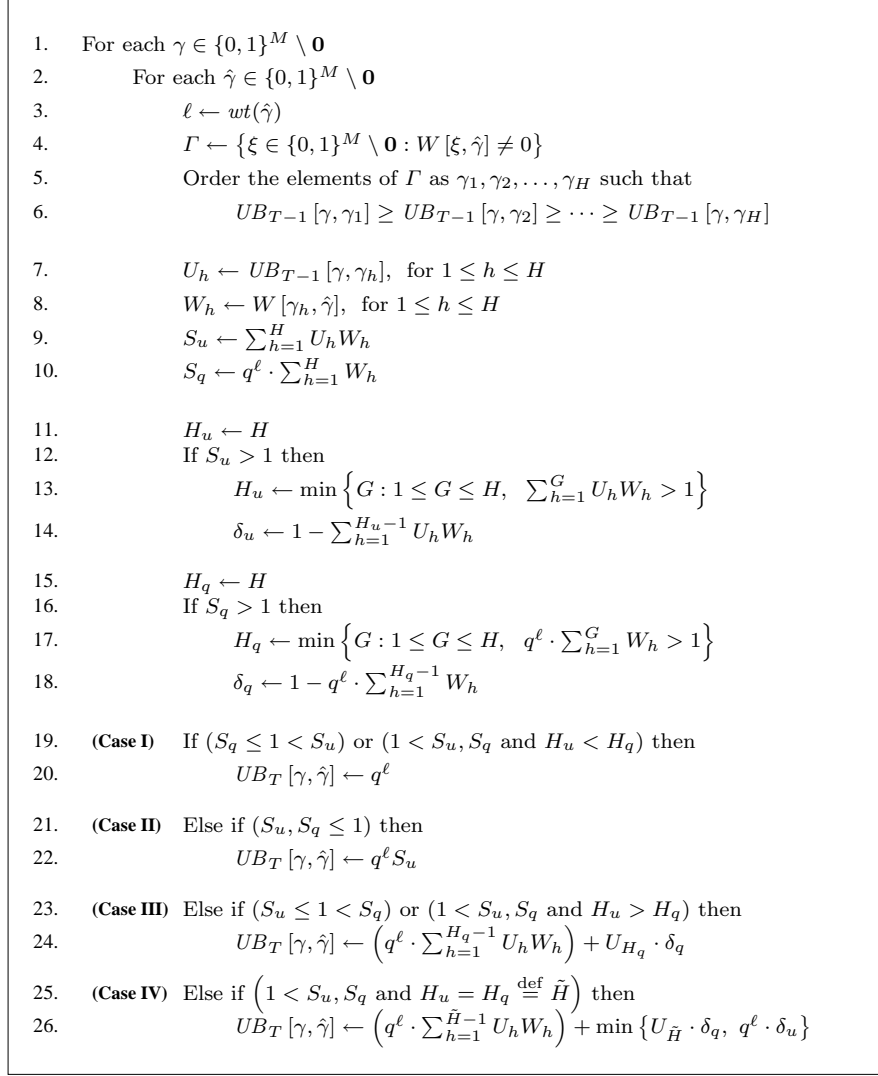 1. For each γ ∈ {0, 1}^M \ **0**
2. For each γ̂ ∈ {0, 1}^M \ **0**
3. ℓ ← wt(γ̂)
4. Γ ← {ξ ∈ {0, 1}^M \ **0** : W [ξ, γ̂] ≠ 0}
5. Order the elements of Γ as γ_1, γ_2, . . . , γ_H such that
6. UB_{T−1} [γ, γ_1] ≥ UB_{T−1} [γ, γ_2] ≥ · · · ≥ UB_{T−1} [γ, γ_H]
7. U_h ← UB_{T−1} [γ, γ_h], for 1 ≤ h ≤ H
8. W_h ← W [γ_h, γ̂], for 1 ≤ h ≤ H
9. S_u ← ∑_{h=1}^{H} U_h W_h
10. S_q ← q^ℓ · ∑_{h=1}^{H} W_h
11. H_u ← H
12. If S_u > 1 then
13. H_u ← min {G : 1 ≤ G ≤ H, ∑_{h=1}^{G} U_h W_h > 1}
14. δ_u ← 1 − ∑_{h=1}^{H_u−1} U_h W_h
15. H_q ← H
16. If S_q > 1 then
17. H_q ← min {G : 1 ≤ G ≤ H, q^ℓ · ∑_{h=1}^{G} W_h > 1}
18. δ_q ← 1 − q^ℓ · ∑_{h=1}^{H_q−1} W_h
19. **(Case I)** If (S_q ≤ 1 < S_u) or (1 < S_u, S_q and H_u < H_q) then
20. UB_T [γ, γ̂] ← q^ℓ
21. **(Case II)** Else if (S_u, S_q ≤ 1) then
22. UB_T [γ, γ̂] ← q^ℓ S_u
23. **(Case III)** Else if (S_u ≤ 1 < S_q) or (1 < S_u, S_q and H_u > H_q) then
24. UB_T [γ, γ̂] ← (q^ℓ · ∑_{h=1}^{H_q−1} U_h W_h) + U_{H_q} · δ_q
25. **(Case IV)** Else if (1 < S_u, S_q and H_u = H_q \overset{def}{=} H̃) then
26. UB_T [γ, γ̂] ← (q^ℓ · ∑_{h=1}^{H̃−1} U_h W_h) + min {U_{H̃} · δ_q, q^ℓ · δ_u}